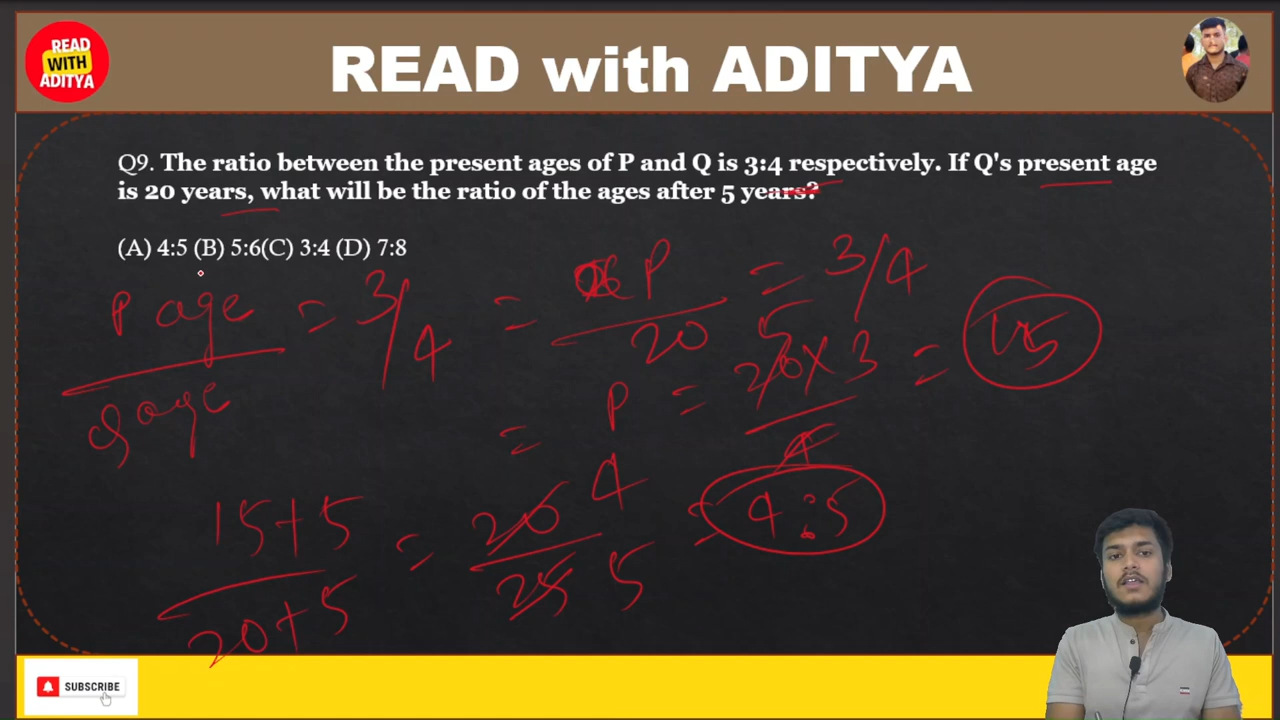 READ
WITH
ADITYA
READ with ADITYA
Q9. The ratio between the present ages of P and Q is 3:4 respectively. If Q's present age
is 20 years, what will be the ratio of the ages after 5 years?
(A) 4:5 (B) 5:6(C) 3:4 (D) 7:8
P age = 3/4 = P = 3/4
20
Q age
= P = 20 × 3 = 15
5
4
15+5 = 20 4 = 4:5
20+5 25 5
SUBSCRIBE